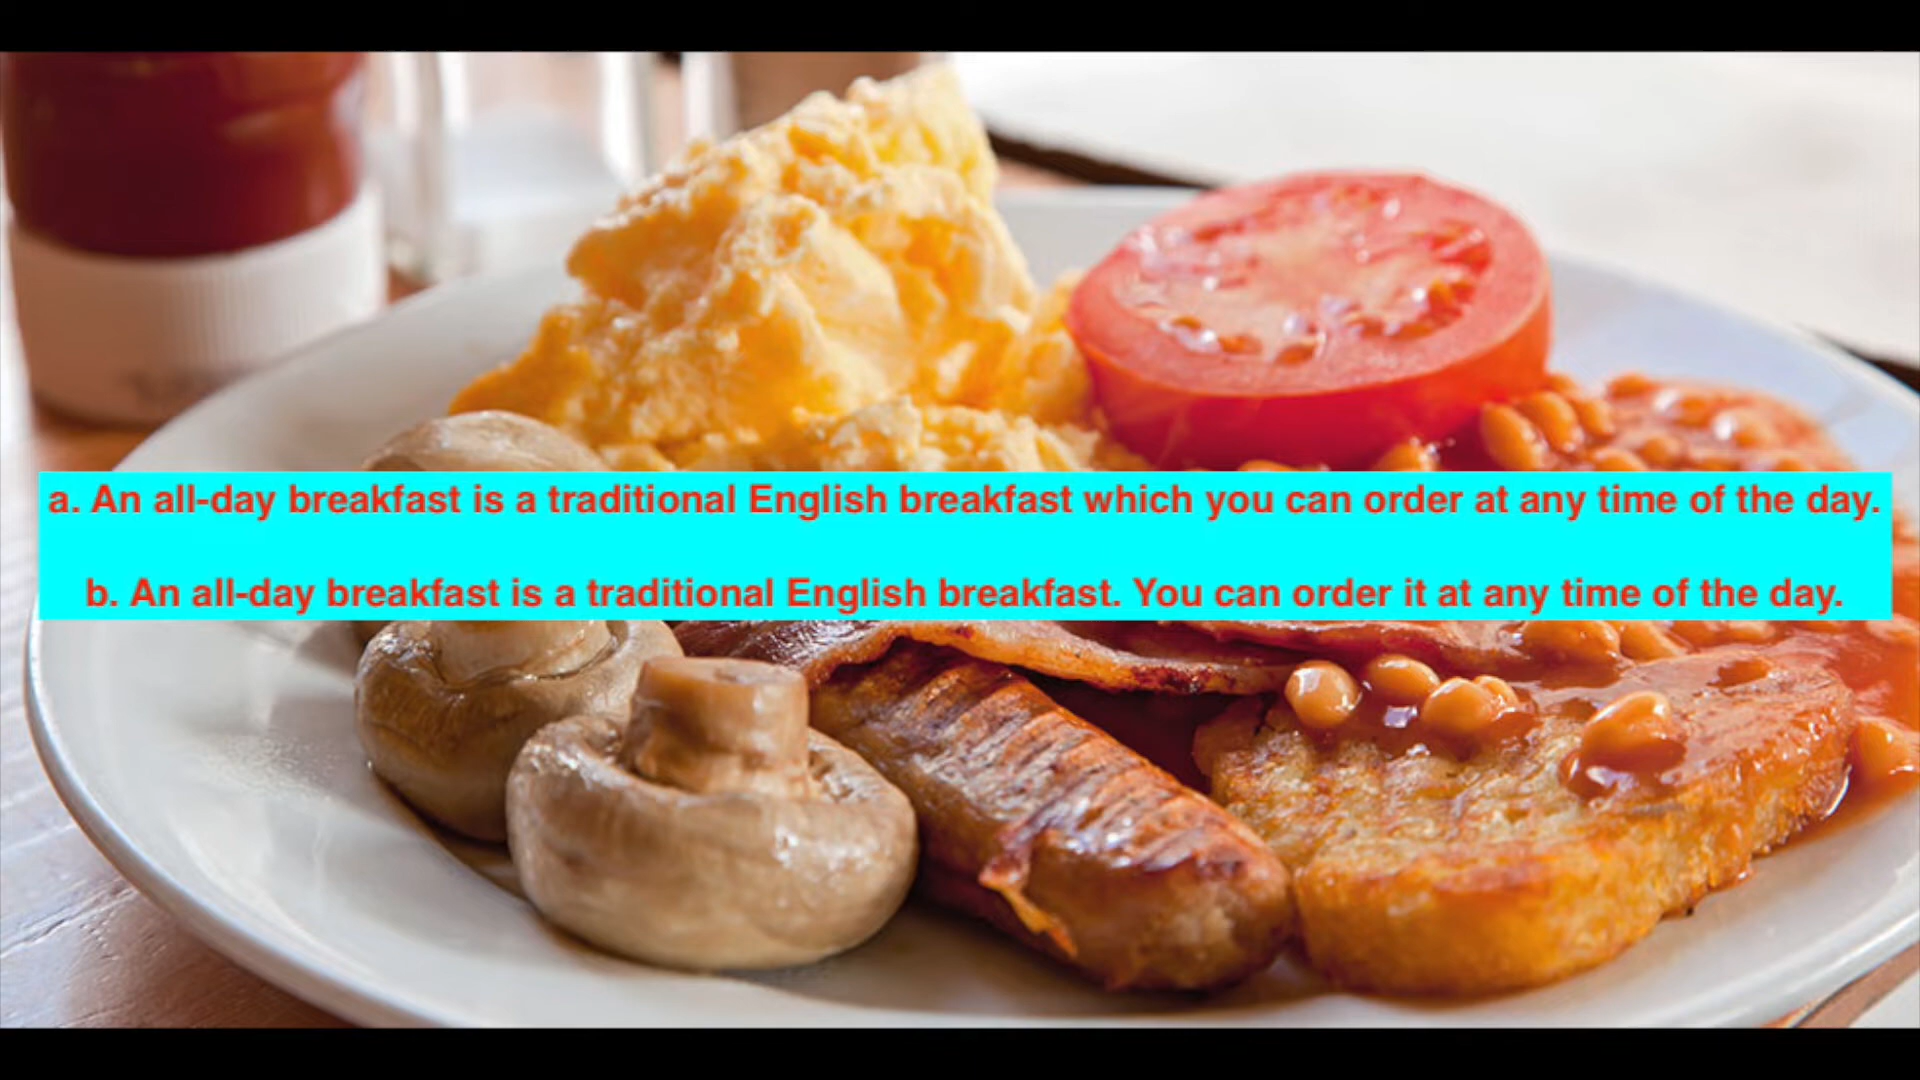 a. An all-day breakfast is a traditional English breakfast which you can order at any time of the day.
b. An all-day breakfast is a traditional English breakfast. You can order it at any time of the day.